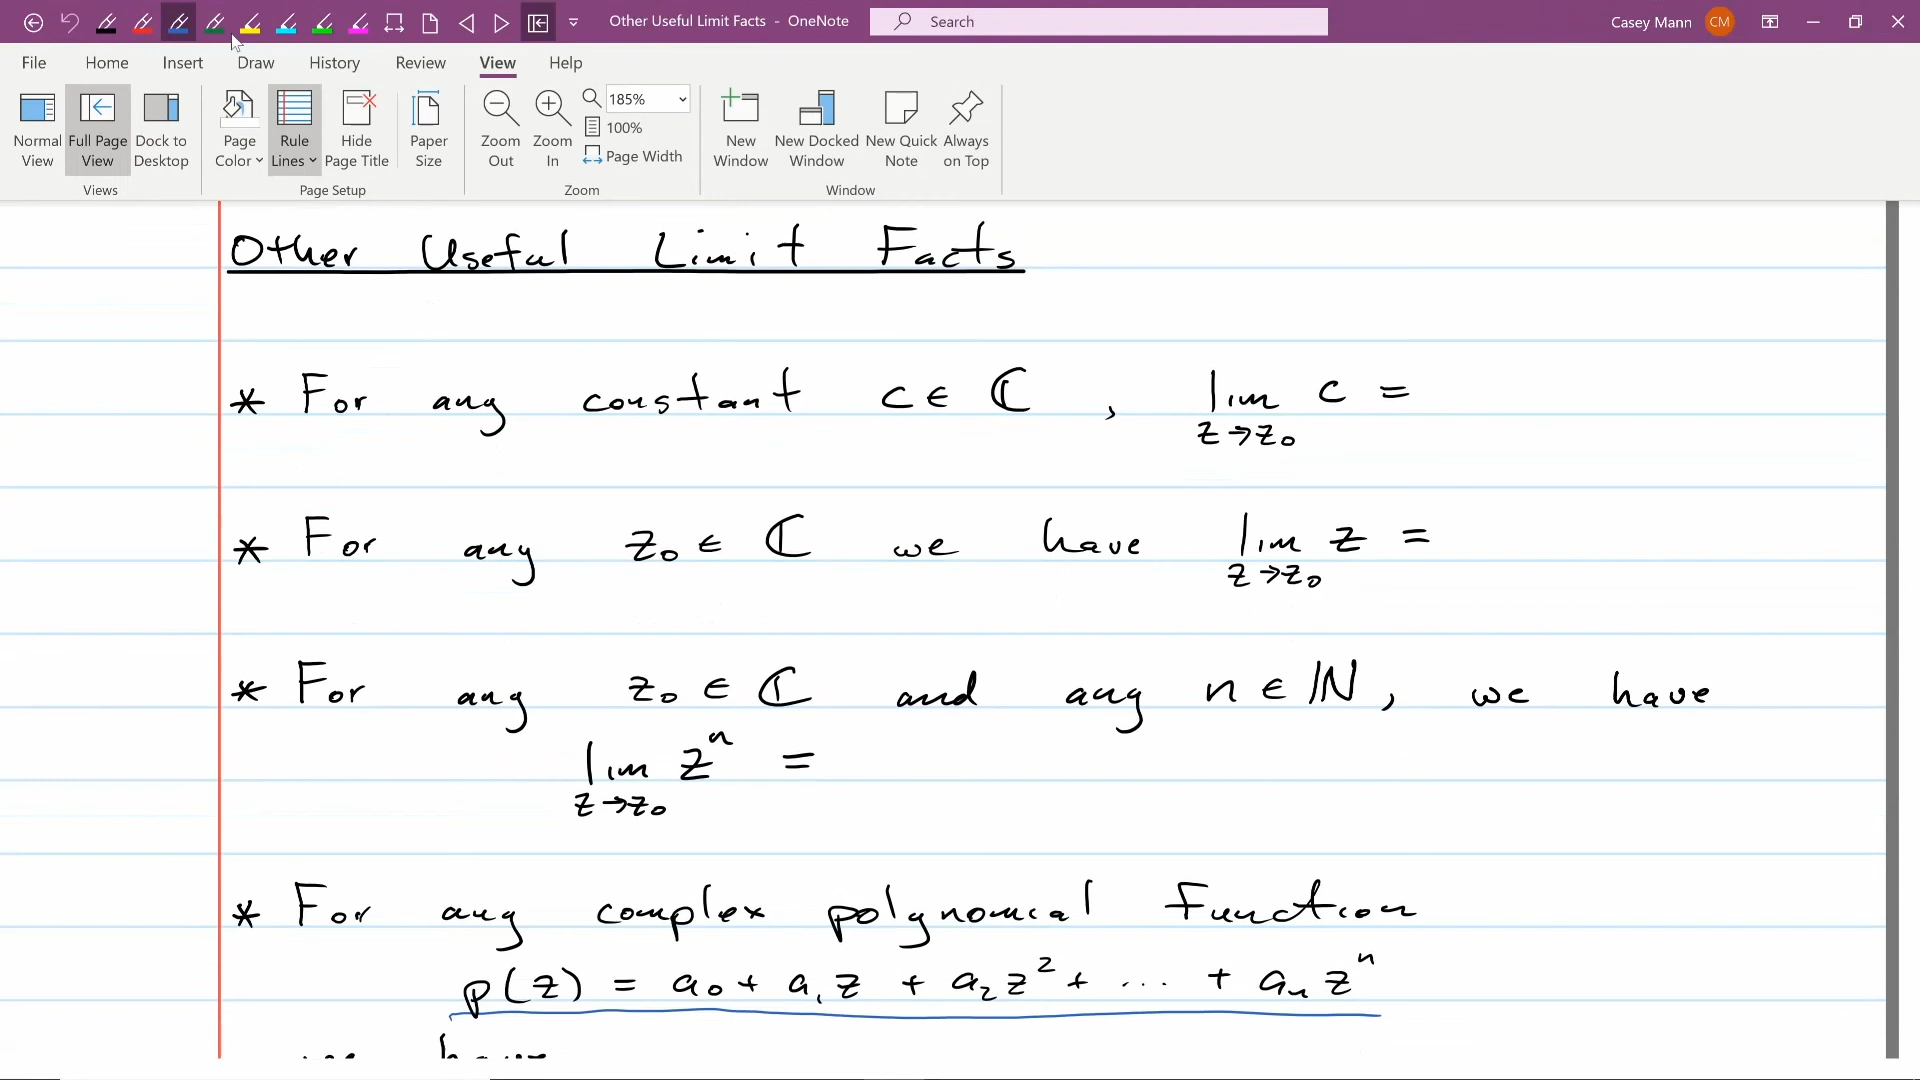 Other Useful Limit Facts - OneNote
Search
Casey Mann
CM
File Home Insert Draw History Review View Help
Normal View
Full Page View
Dock to Desktop
Page Color
Rule Lines
Hide Page Title
Paper Size
Zoom Out
Zoom In
185%
100%
Page Width
New Window
New Docked Window
New Quick Note
Always on Top
Views
Page Setup
Zoom
Window
Other Useful Limit Facts
* For any constant c ∈ ℂ , lim c =
z→z₀
* For any z₀ ∈ ℂ we have lim z =
z→z₀
* For any z₀ ∈ ℂ and any n ∈ ℕ, we have
lim zⁿ =
z→z₀
* For any complex polynomial function
p(z) = a₀ + a₁z + a₂z² + ... + aₙzⁿ
we have